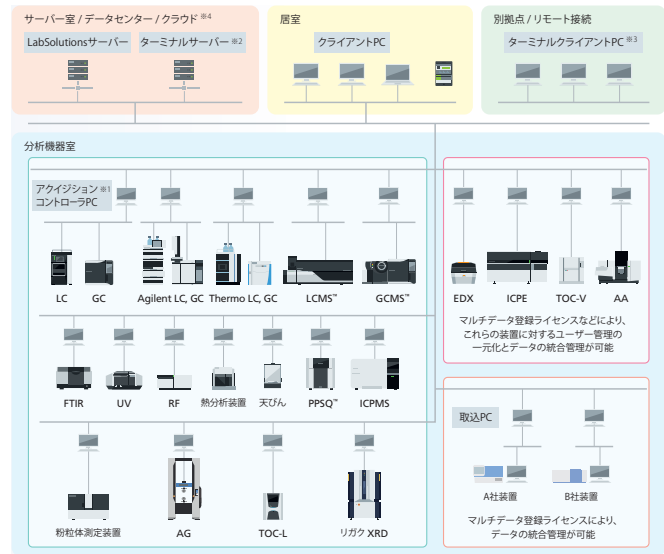 サーバー室 / データセンター / クラウド ※4
LabSolutionsサーバー
ターミナルサーバー ※2
居室
クライアントPC
別拠点 / リモート接続
ターミナルクライアントPC ※3
分析機器室
アクイジション ※1
コントローラPC
LC
GC
Agilent LC, GC
Thermo LC, GC
LCMS™
GCMS™
EDX
ICPE
TOC-V
AA
マルチデータ登録ライセンスなどにより、
これらの装置に対するユーザー管理の
一元化とデータの統合管理が可能
FTIR
UV
RF
熱分析装置
天びん
PPSQ™
ICPMS
取込PC
A社装置
B社装置
マルチデータ登録ライセンスにより、
データの統合管理が可能
粉粒体測定装置
AG
TOC-L
リガク XRD